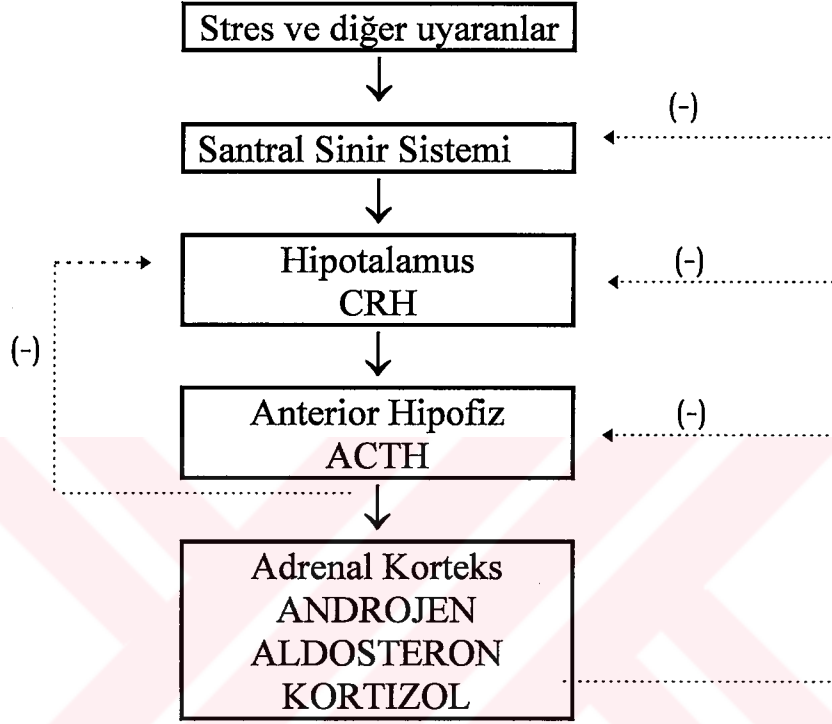 Stres ve diğer uyaranlar
(-)
Santral Sinir Sistemi
Hipotalamus
CRH
(-)
(-)
Anterior Hipofiz
ACTH
(-)
Adrenal Korteks
ANDROJEN
ALDOSTERON
KORTIZOL